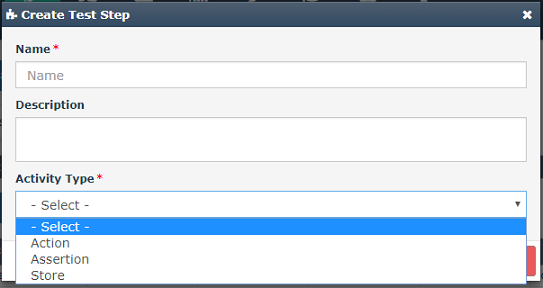 Create Test Step
Name *
Name
Description
Activity Type *
- Select -
- Select -
Action
Assertion
Store